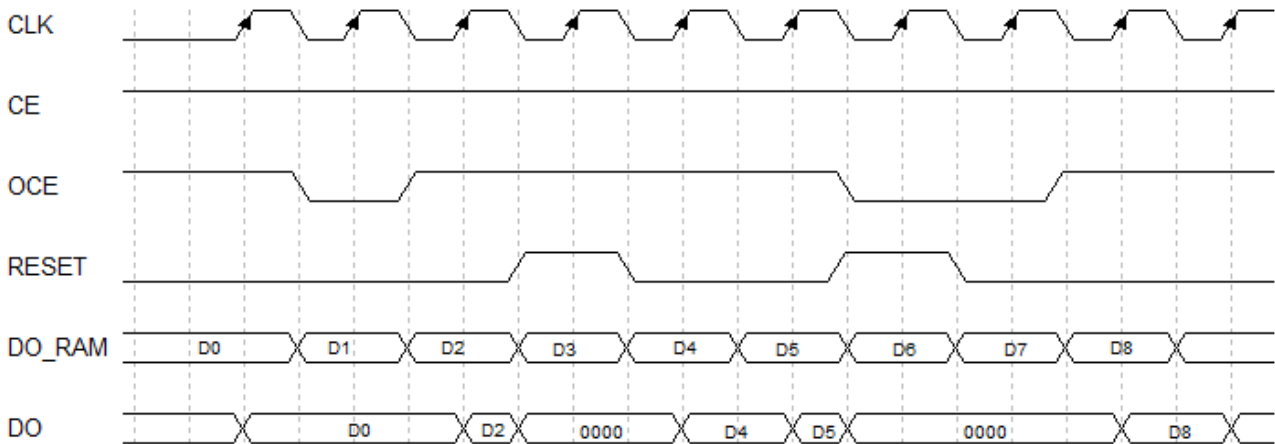 CLK
CE
OCE
RESET
DO_RAM D0 D1 D2 D3 D4 D5 D6 D7 D8
DO D0 D2 0000 D4 D5 0000 D8